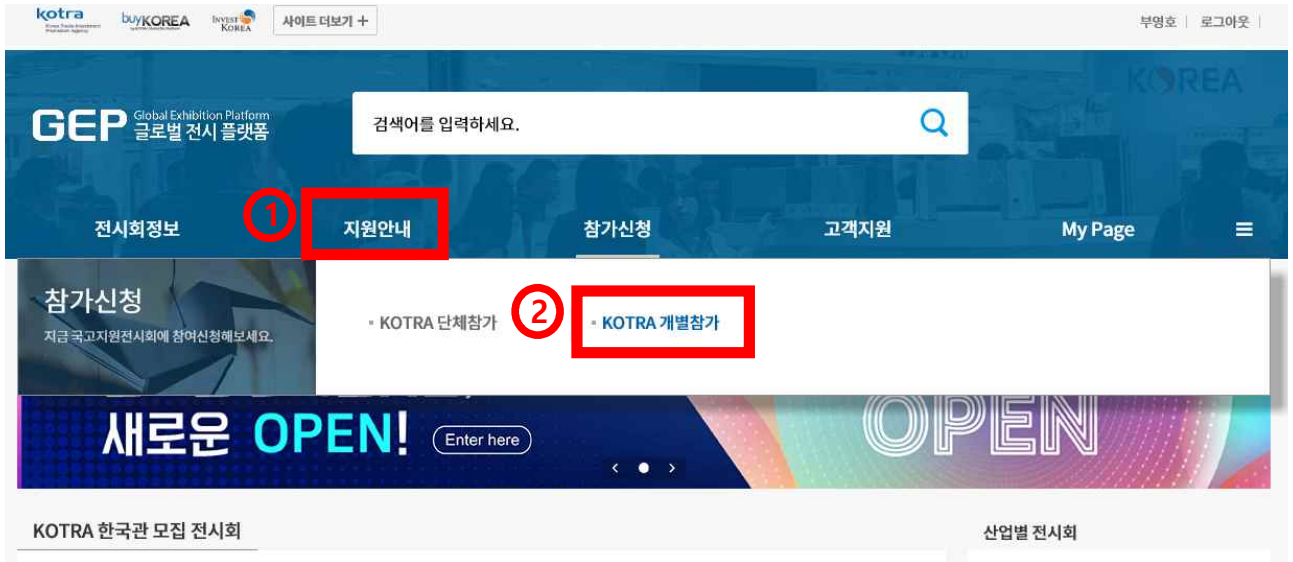 kotra
Korea Trade-Investment
Promotion Agency
buyKOREA
INVEST
KOREA
사이트 더보기 +
부영호 | 로그아웃 |
KOREA
GEP Global Exhibition Platform
글로벌 전시 플랫폼
검색어를 입력하세요.
전시회정보
1
지원안내
참가신청
고객지원
My Page
참가신청
지금 국고지원전시회에 참여신청해보세요.
KOTRA 단체참가
2
KOTRA 개별참가
새로운 OPEN!
Enter here
OPEN
KOTRA 한국관 모집 전시회
산업별 전시회